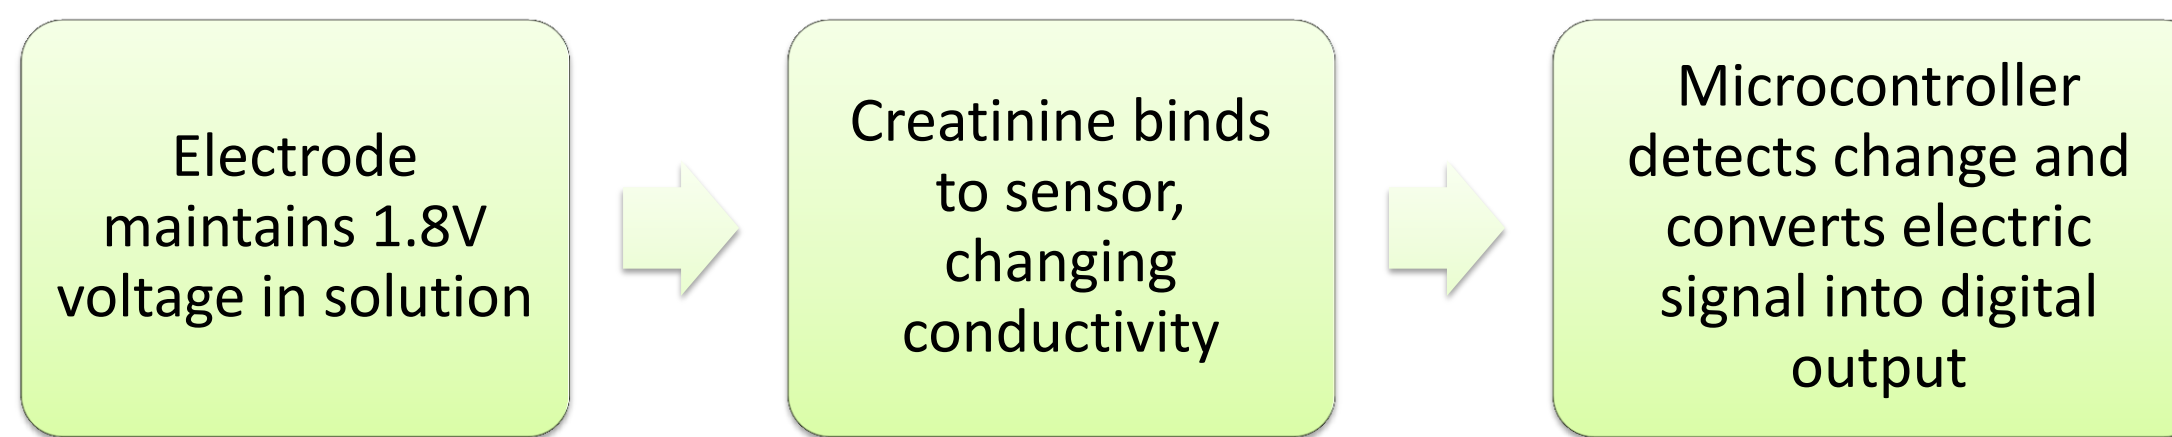 Electrode
maintains 1.8V
voltage in solution
Creatinine binds
to sensor,
changing
conductivity
Microcontroller
detects change and
converts electric
signal into digital
output